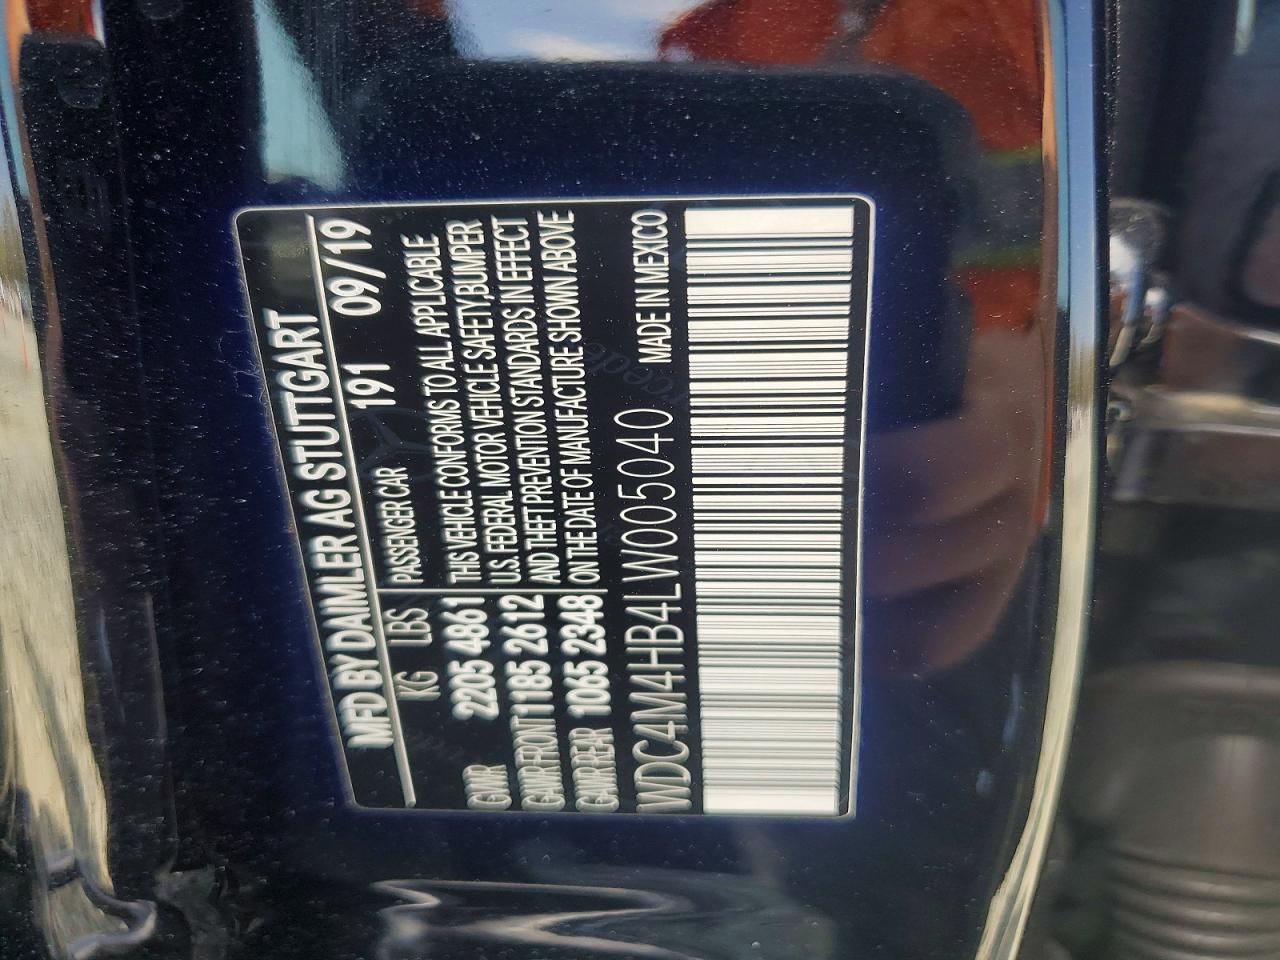 MFD BY DAIMLER AG STUTTGART
191 09/19
KG LBS PASSENGER CAR
GWR 2205 4861
GAWR FRONT 1185 2612
GAWR REAR 1065 2348
THIS VEHICLE CONFORMS TO ALL APPLICABLE
U.S. FEDERAL MOTOR VEHICLE SAFETY, BUMPER
AND THEFT PREVENTION STANDARDS IN EFFECT
ON THE DATE OF MANUFACTURE SHOWN ABOVE
WDC4M4HB4LW005040 MADE IN MEXICO